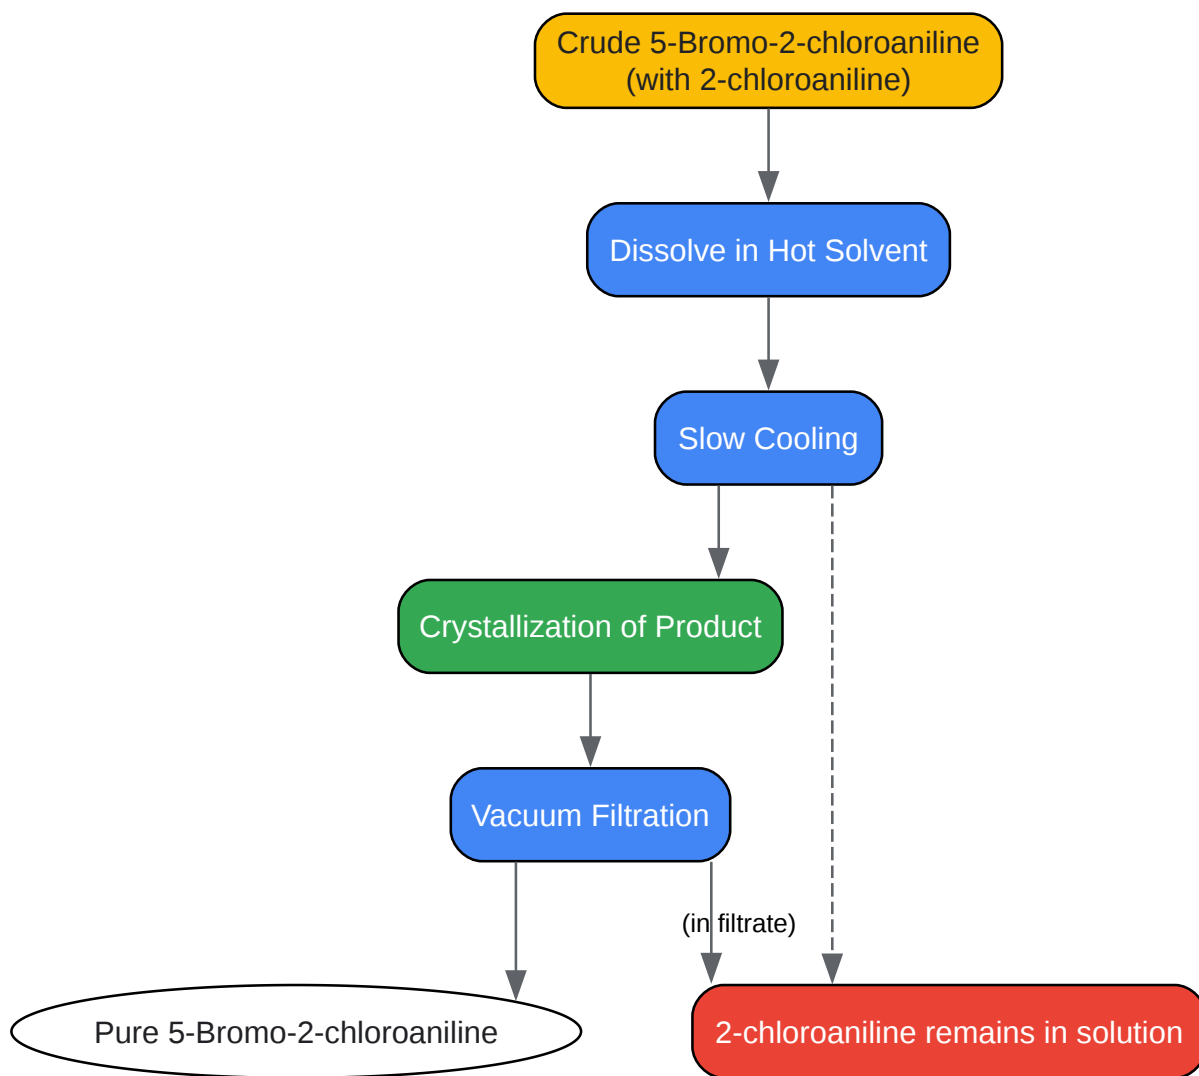 Crude 5-Bromo-2-chloroaniline
(with 2-chloroaniline)
Dissolve in Hot Solvent
Slow Cooling
Crystallization of Product
Vacuum Filtration
(in filtrate)
Pure 5-Bromo-2-chloroaniline
2-chloroaniline remains in solution